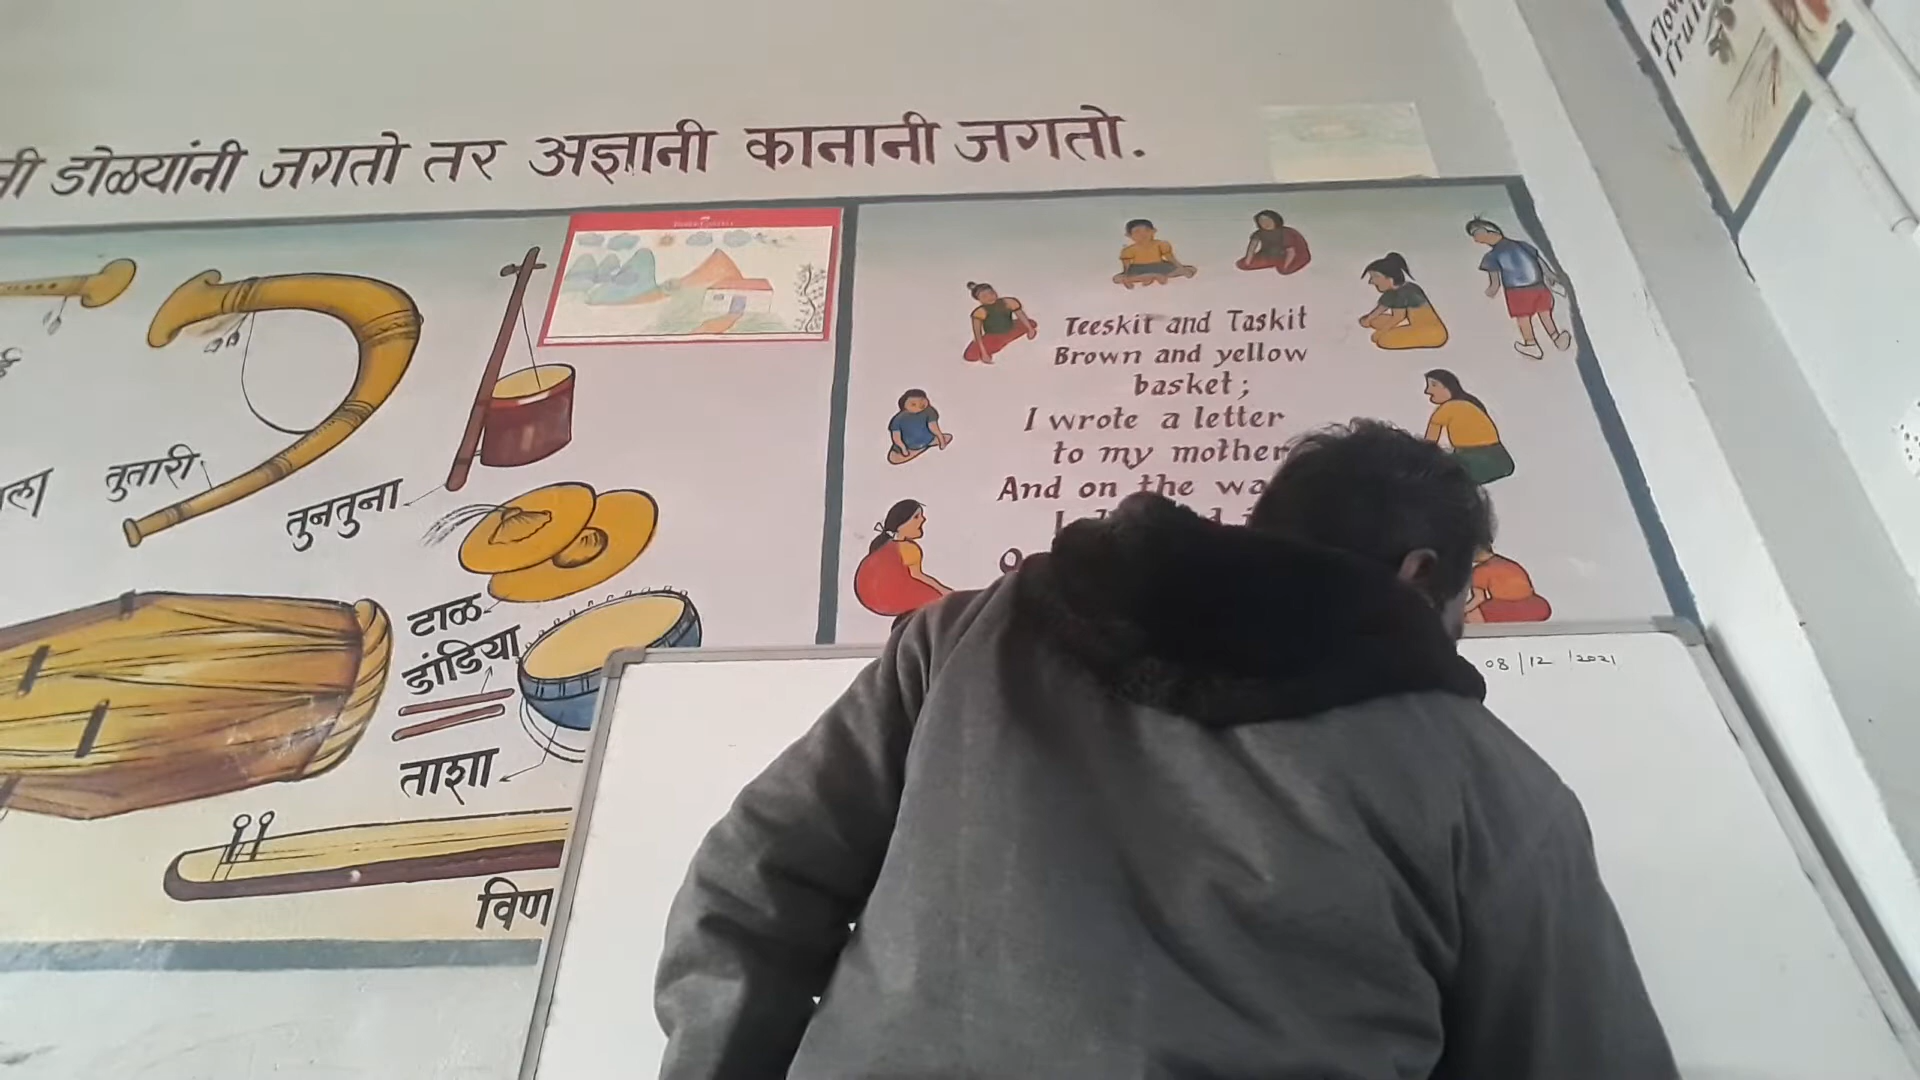 डोळयांनी जगतो तर अज्ञानी कानानी जगतो.
Teeskit and Taskit
Brown and yellow
basket;
I wrote a letter
to my mother
And on the wa
तुतारी
तुनतुना
टाळ
डांडिया
ताशा
विण
08/12/2021